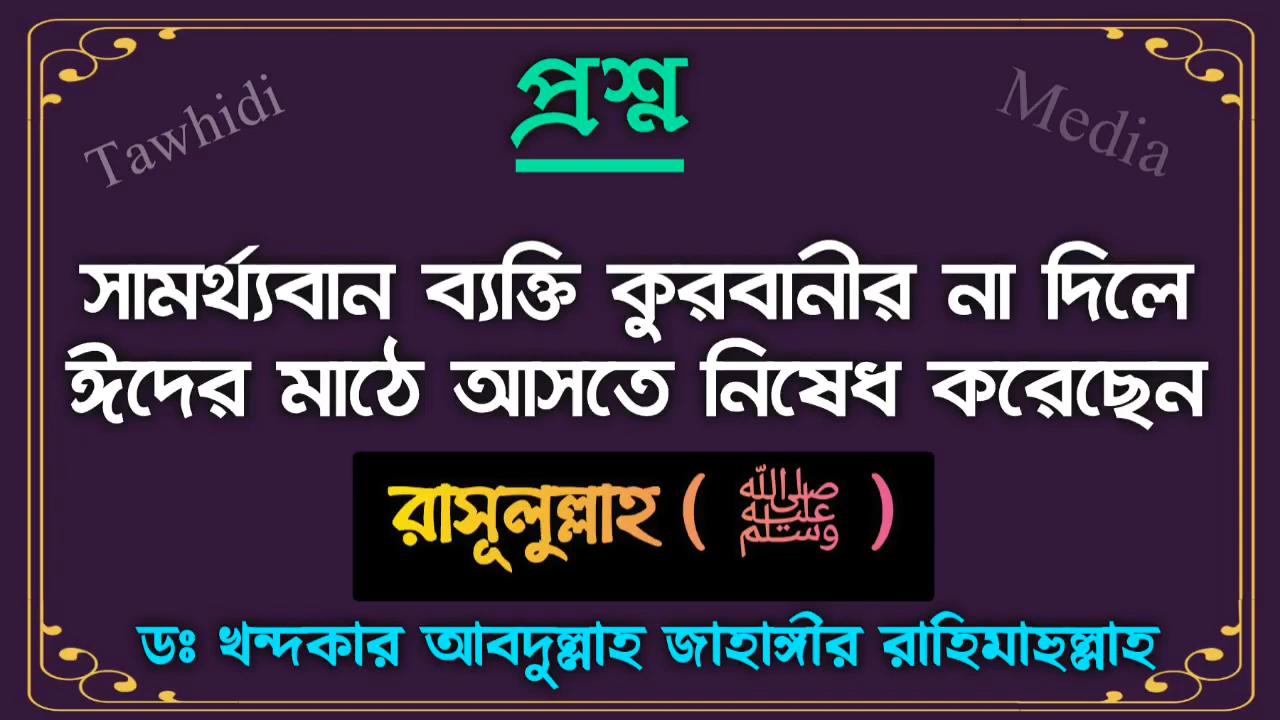 প্রশ্ন
Tawhidi
Media
সামর্থ্যবান ব্যক্তি কুরবানীর না দিলে
ঈদের মাঠে আসতে নিষেধ করেছেন
রাসূলুল্লাহ ( ﷺ )
ডঃ খন্দকার আবদুল্লাহ জাহাঙ্গীর রাহিমাহুল্লাহ